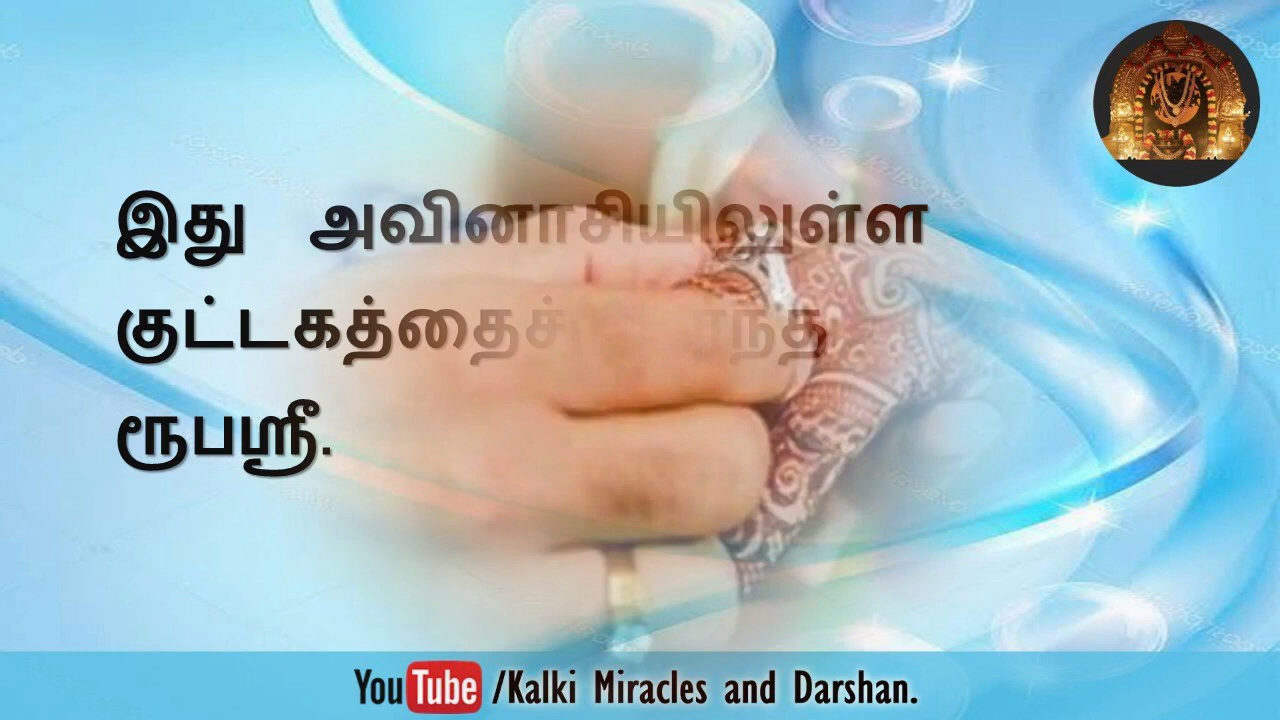 இது அவினாசியிலுள்ள
குட்டகத்தைச் சார்ந்த
ரூபஸ்ரீ.
YouTube /Kalki Miracles and Darshan.